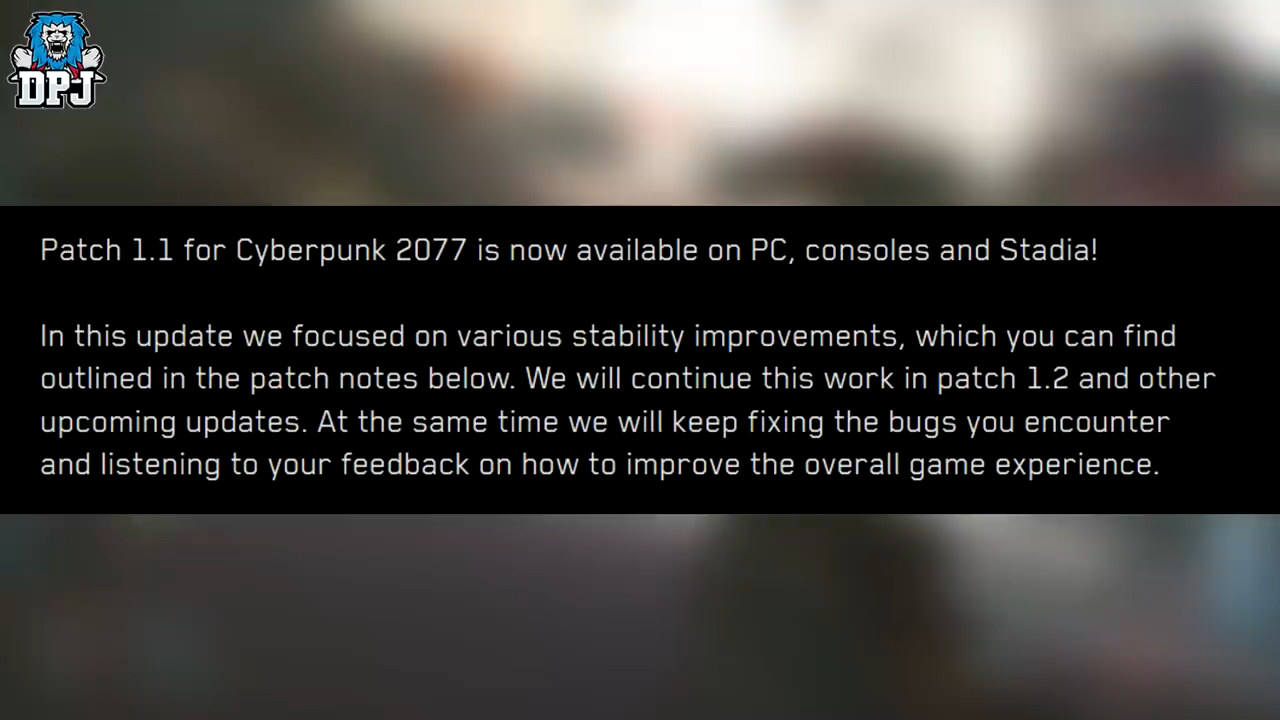 DPJ
Patch 1.1 for Cyberpunk 2077 is now available on PC, consoles and Stadia!
In this update we focused on various stability improvements, which you can find
outlined in the patch notes below. We will continue this work in patch 1.2 and other
upcoming updates. At the same time we will keep fixing the bugs you encounter
and listening to your feedback on how to improve the overall game experience.